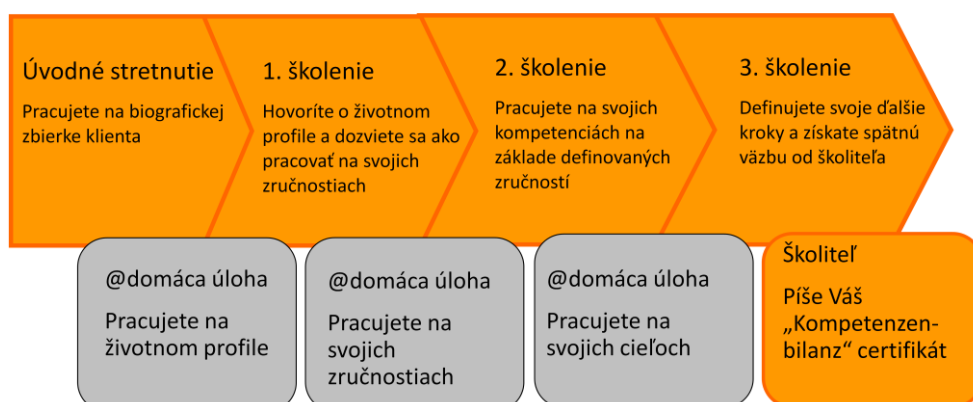 Úvodné stretnutie
Pracujete na biografickej
zbierke klienta
1. školenie
Hovoríte o životnom
profile a dozviete sa ako
pracovať na svojich
zručnostiach
2. školenie
Pracujete na svojich
kompetenciách na
základe definovaných
zručností
3. školenie
Definujete svoje ďalšie
kroky a získate spätnú
väzbu od školiteľa
@domáca úloha
Pracujete na
životnom profile
@domáca úloha
Pracujete na
svojich
zručnostiach
@domáca úloha
Pracujete na
svojich cieľoch
Školiteľ
Píše Váš
„Kompetenzen-
bilanz“ certifikát